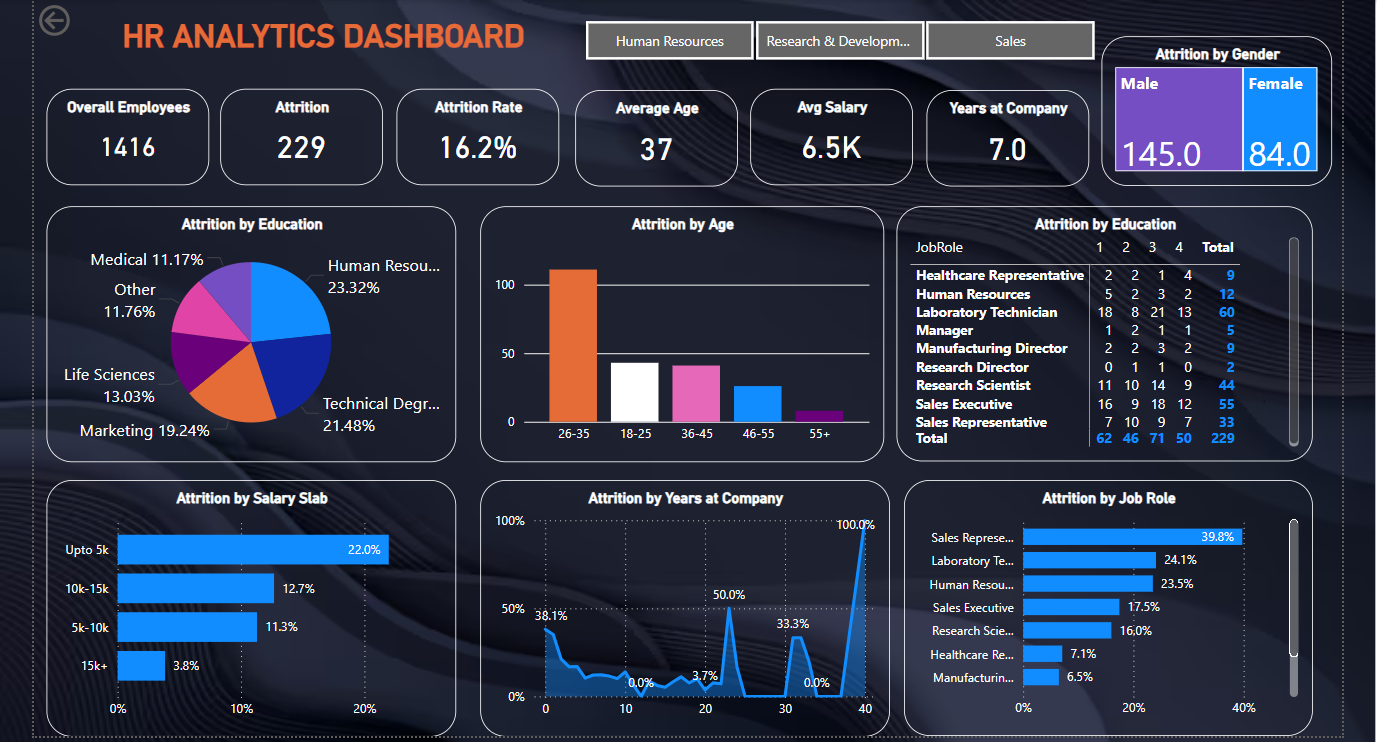 HR ANALYTICS DASHBOARD
Human Resources
Research & Developm...
Sales
Overall Employees
1416
Attrition
229
Attrition Rate
16.2%
Average Age
37
Avg Salary
6.5K
Years at Company
7.0
Attrition by Gender
Male
145.0
Female
84.0
Attrition by Education
Medical 11.17%
Human Resou...
23.32%
Other
11.76%
Life Sciences
13.03%
Technical Degr...
21.48%
Marketing 19.24%
Attrition by Age
100
50
0
26-35 18-25 36-45 46-55 55+
Attrition by Education
JobRole 1 2 3 4 Total
Healthcare Representative 2 2 1 4 9
Human Resources 5 2 3 2 12
Laboratory Technician 18 8 21 13 60
Manager 1 2 1 1 5
Manufacturing Director 2 2 3 2 9
Research Director 0 1 1 0 2
Research Scientist 11 10 14 9 44
Sales Executive 16 9 18 12 55
Sales Representative 7 10 9 7 33
Total 62 46 71 50 229
Attrition by Salary Slab
Upto 5k 22.0%
10k-15k 12.7%
5k-10k 11.3%
15k+ 3.8%
0% 10% 20%
Attrition by Years at Company
100%
50%
0%
38.1%
0.0%
3.7%
50.0%
33.3%
0.0%
100.0%
0 10 20 30 40
Attrition by Job Role
Sales Represe... 39.8%
Laboratory Te... 24.1%
Human Resou... 23.5%
Sales Executive 17.5%
Research Scie... 16.0%
Healthcare Re... 7.1%
Manufacturin... 6.5%
0% 20% 40%